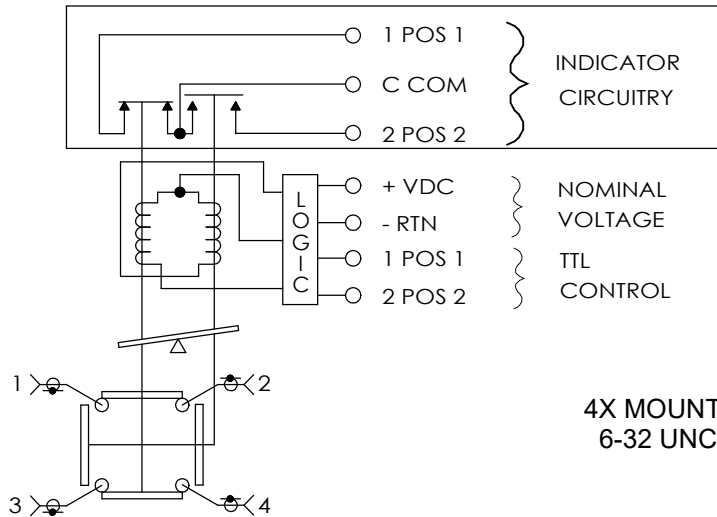 1 POS 1
C COM
2 POS 2
INDICATOR
CIRCUITRY
LOGIC
+ VDC
- RTN
1 POS 1
2 POS 2
NOMINAL
VOLTAGE
TTL
CONTROL
1
2
3
4
4X MOUNT
6-32 UNC